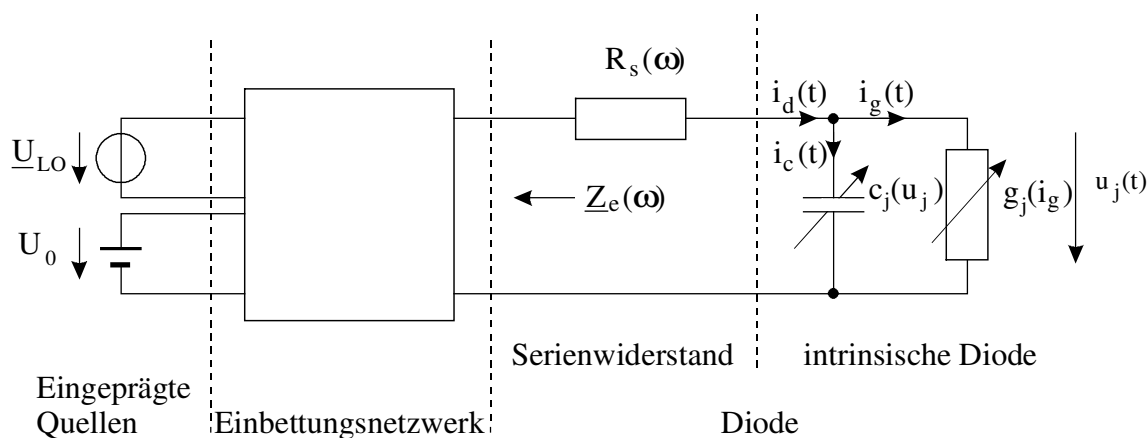 R_s(ω)
i_d(t)
i_g(t)
i_c(t)
U_LO
Z_e(ω)
c_j(u_j)
g_j(i_g)
u_j(t)
U_0
Serienwiderstand
intrinsische Diode
Eingeprägte
Quellen
Einbettungsnetzwerk
Diode